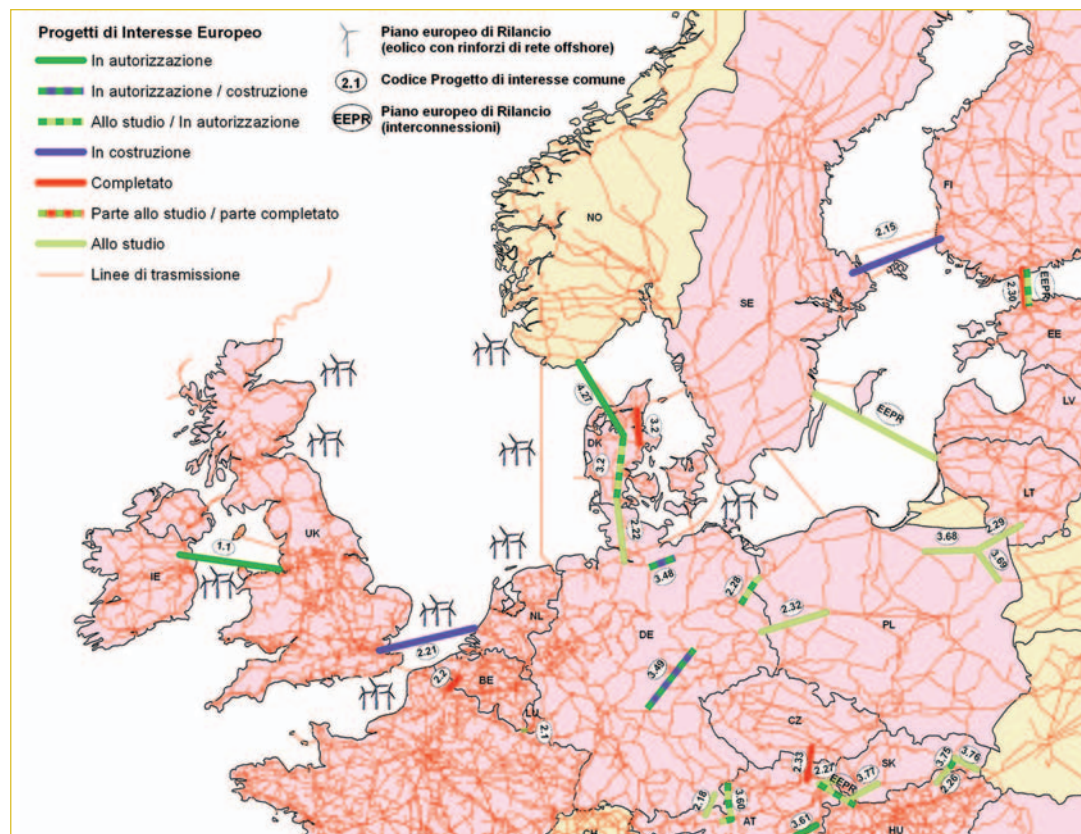 Progetti di Interesse Europeo
In autorizzazione
In autorizzazione / costruzione
Allo studio / In autorizzazione
In costruzione
Completato
Parte allo studio / parte completato
Allo studio
Linee di trasmissione
Piano europeo di Rilancio
(eolico con rinforzi di rete offshore)
2.1 Codice Progetto di interesse comune
EEPR Piano europeo di Rilancio
(interconnessioni)
NO
FI
2.15
SE
2.30
EEPR
EE
4.27
LV
EEPR
DK
3.2
3.2
LT
2.22
2.29
3.68
3.69
UK
1.1
IE
3.48
2.28
2.32
NL
DE
PL
2.21
3.49
BE
2.2
LU
2.1
CZ
2.33
2.27
SK
3.75
3.76
EEPR
3.77
2.26
2.18
3.60
AT
3.61
HU
CH